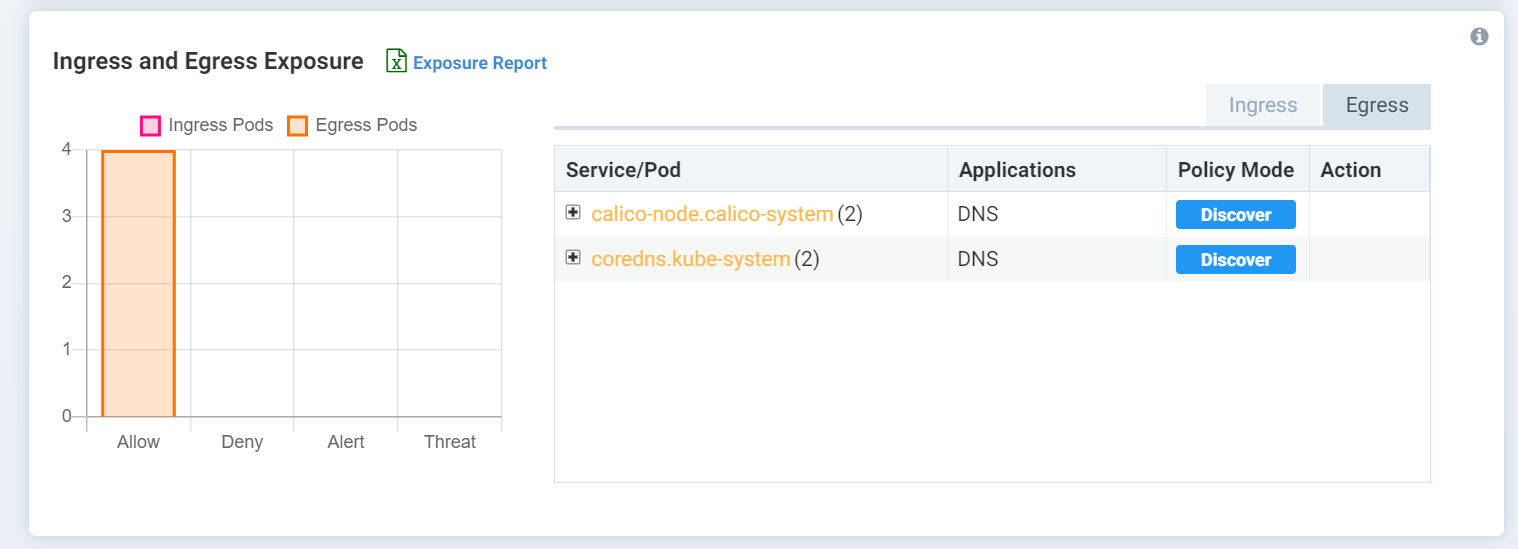 Ingress and Egress Exposure
Exposure Report
Ingress Egress
Ingress Pods Egress Pods
4
3
2
1
0
Allow Deny Alert Threat
Service/Pod Applications Policy Mode Action
calico-node.calico-system (2) DNS Discover
coredns.kube-system (2) DNS Discover